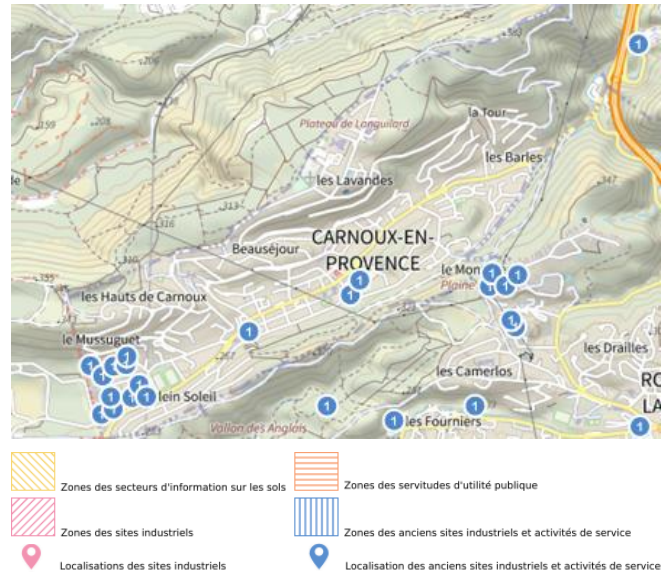 la Tour
Plateau de Languilard
les Barles
les Lavandes
CARNOUX-EN-
PROVENCE
Beauséjour
le Mon
Plaine
les Hauts de Carnoux
le Mussuguet
les Drailles
les Camerlos
lein Soleil
RO
LA
Vallon des Anglais
les Fourniers
Zones des secteurs d'information sur les sols
Zones des servitudes d'utilité publique
Zones des sites industriels
Zones des anciens sites industriels et activités de service
Localisations des sites industriels
Localisation des anciens sites industriels et activités de service